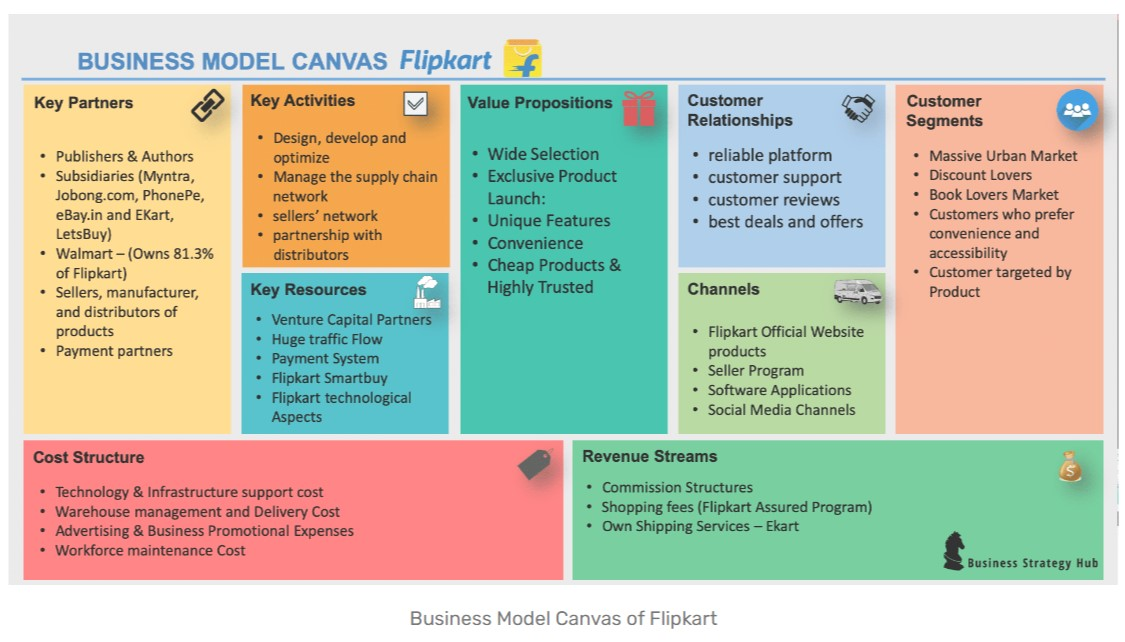 BUSINESS MODEL CANVAS Flipkart
Key Partners
• Publishers & Authors
• Subsidiaries (Myntra,
Jobong.com, PhonePe,
eBay.in and EKart,
LetsBuy)
• Walmart – (Owns 81.3%
of Flipkart)
• Sellers, manufacturer,
and distributors of
products
• Payment partners
Key Activities
• Design, develop and
optimize
• Manage the supply chain
network
• sellers’ network
• partnership with
distributors
Key Resources
• Venture Capital Partners
• Huge traffic Flow
• Payment System
• Flipkart Smartbuy
• Flipkart technological
Aspects
Value Propositions
• Wide Selection
• Exclusive Product
Launch:
• Unique Features
• Convenience
• Cheap Products &
Highly Trusted
Customer
Relationships
• reliable platform
• customer support
• customer reviews
• best deals and offers
Channels
• Flipkart Official Website
products
• Seller Program
• Software Applications
• Social Media Channels
Customer
Segments
• Massive Urban Market
• Discount Lovers
• Book Lovers Market
• Customers who prefer
convenience and
accessibility
• Customer targeted by
Product
Cost Structure
• Technology & Infrastructure support cost
• Warehouse management and Delivery Cost
• Advertising & Business Promotional Expenses
• Workforce maintenance Cost
Revenue Streams
• Commission Structures
• Shopping fees (Flipkart Assured Program)
• Own Shipping Services – Ekart
Business Strategy Hub
Business Model Canvas of Flipkart